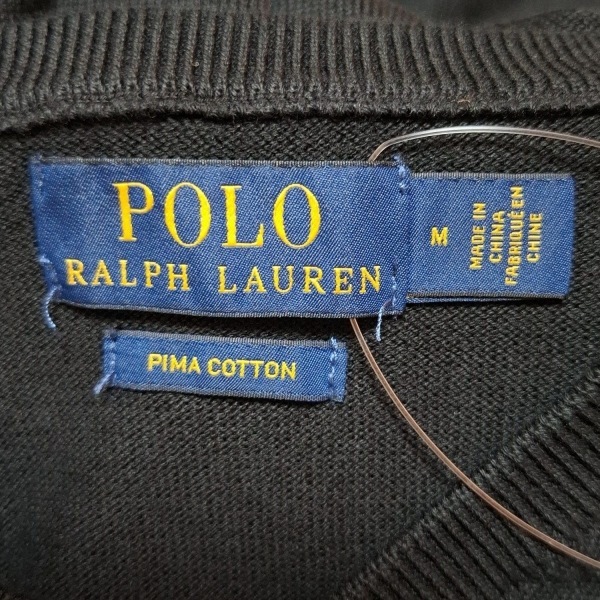 POLO
RALPH LAUREN
M
MADE IN
CHINA
FABRIQUÉ EN
CHINE
PIMA COTTON